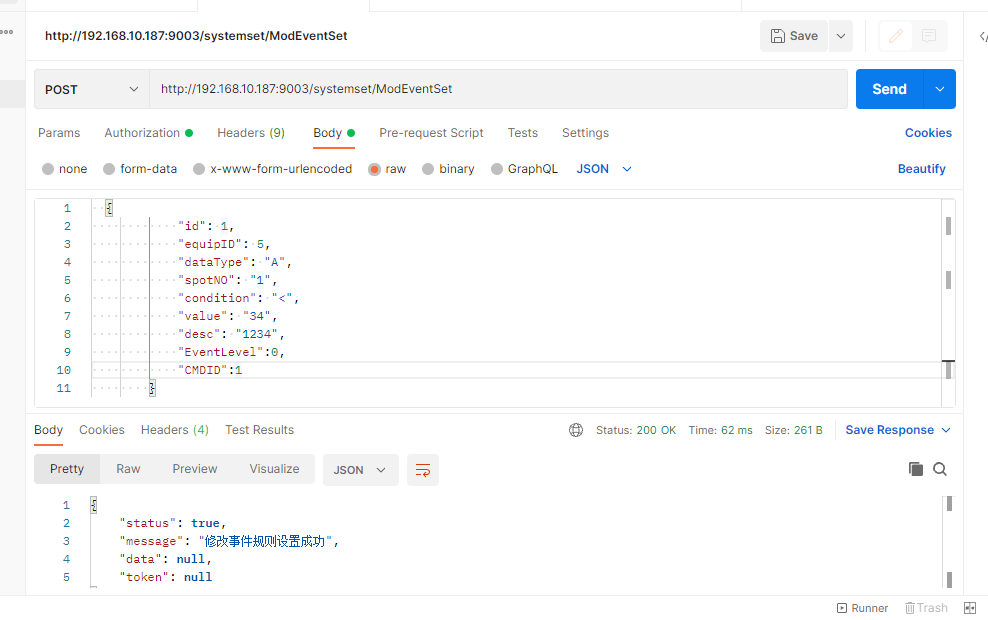 http://192.168.10.187:9003/systemset/ModEventSet
Save
POST
http://192.168.10.187:9003/systemset/ModEventSet
Send
Params Authorization Headers (9) Body Pre-request Script Tests Settings Cookies
none form-data x-www-form-urlencoded raw binary GraphQL JSON Beautify
1 {
2 "id": 1,
3 "equipID": 5,
4 "dataType": "A",
5 "spotNO": "1",
6 "condition": "<",
7 "value": "34",
8 "desc": "1234",
9 "EventLevel":0,
10 "CMDID":1
11 }
Body Cookies Headers (4) Test Results Status: 200 OK Time: 62 ms Size: 261 B Save Response
Pretty Raw Preview Visualize JSON
1 {
2 "status": true,
3 "message": "修改事件规则设置成功",
4 "data": null,
5 "token": null
Runner Trash